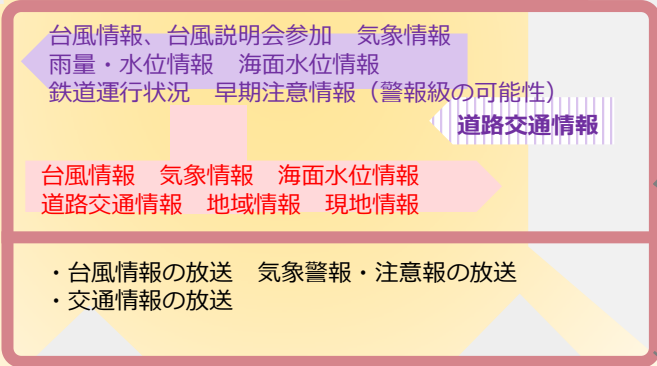 台風情報、台風説明会参加　気象情報
雨量・水位情報　海面水位情報
鉄道運行状況　早期注意情報（警報級の可能性）
道路交通情報
台風情報　気象情報　海面水位情報
道路交通情報　地域情報　現地情報
・台風情報の放送　気象警報・注意報の放送
・交通情報の放送